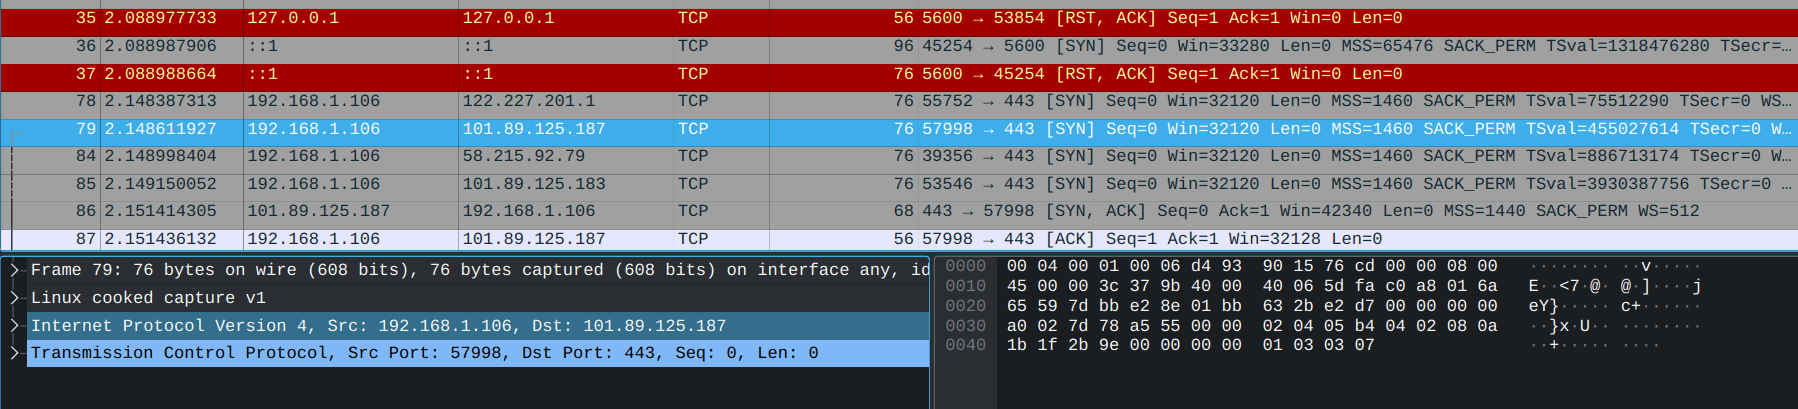 35 2.088977733 127.0.0.1 127.0.0.1 TCP 56 5600 → 53854 [RST, ACK] Seq=1 Ack=1 Win=0 Len=0
36 2.088987906 ::1 ::1 TCP 96 45254 → 5600 [SYN] Seq=0 Win=33280 Len=0 MSS=65476 SACK_PERM TSval=1318476280 TSecr=…
37 2.088988664 ::1 ::1 TCP 76 5600 → 45254 [RST, ACK] Seq=1 Ack=1 Win=0 Len=0
78 2.148387313 192.168.1.106 122.227.201.1 TCP 76 55752 → 443 [SYN] Seq=0 Win=32120 Len=0 MSS=1460 SACK_PERM TSval=75512290 TSecr=0 WS…
79 2.148611927 192.168.1.106 101.89.125.187 TCP 76 57998 → 443 [SYN] Seq=0 Win=32120 Len=0 MSS=1460 SACK_PERM TSval=455027614 TSecr=0 W…
84 2.148998404 192.168.1.106 58.215.92.79 TCP 76 39356 → 443 [SYN] Seq=0 Win=32120 Len=0 MSS=1460 SACK_PERM TSval=886713174 TSecr=0 W…
85 2.149150052 192.168.1.106 101.89.125.183 TCP 76 53546 → 443 [SYN] Seq=0 Win=32120 Len=0 MSS=1460 SACK_PERM TSval=3930387756 TSecr=0 …
86 2.151414305 101.89.125.187 192.168.1.106 TCP 68 443 → 57998 [SYN, ACK] Seq=0 Ack=1 Win=42340 Len=0 MSS=1440 SACK_PERM WS=512
87 2.151436132 192.168.1.106 101.89.125.187 TCP 56 57998 → 443 [ACK] Seq=1 Ack=1 Win=32128 Len=0
Frame 79: 76 bytes on wire (608 bits), 76 bytes captured (608 bits) on interface any, id
Linux cooked capture v1
Internet Protocol Version 4, Src: 192.168.1.106, Dst: 101.89.125.187
Transmission Control Protocol, Src Port: 57998, Dst Port: 443, Seq: 0, Len: 0
0000 00 04 00 01 00 06 d4 93 90 15 76 cd 00 00 08 00 ········ ··v·····
0010 45 00 00 3c 37 9b 40 00 40 06 5d fa c0 a8 01 6a E··<7·@· @·]····j
0020 65 59 7d bb e2 8e 01 bb 63 2b e2 d7 00 00 00 00 eY}····· c+······
0030 a0 02 7d 78 a5 55 00 00 02 04 05 b4 04 02 08 0a ··}x·U·· ········
0040 1b 1f 2b 9e 00 00 00 00 01 03 03 07 ··+····· ····